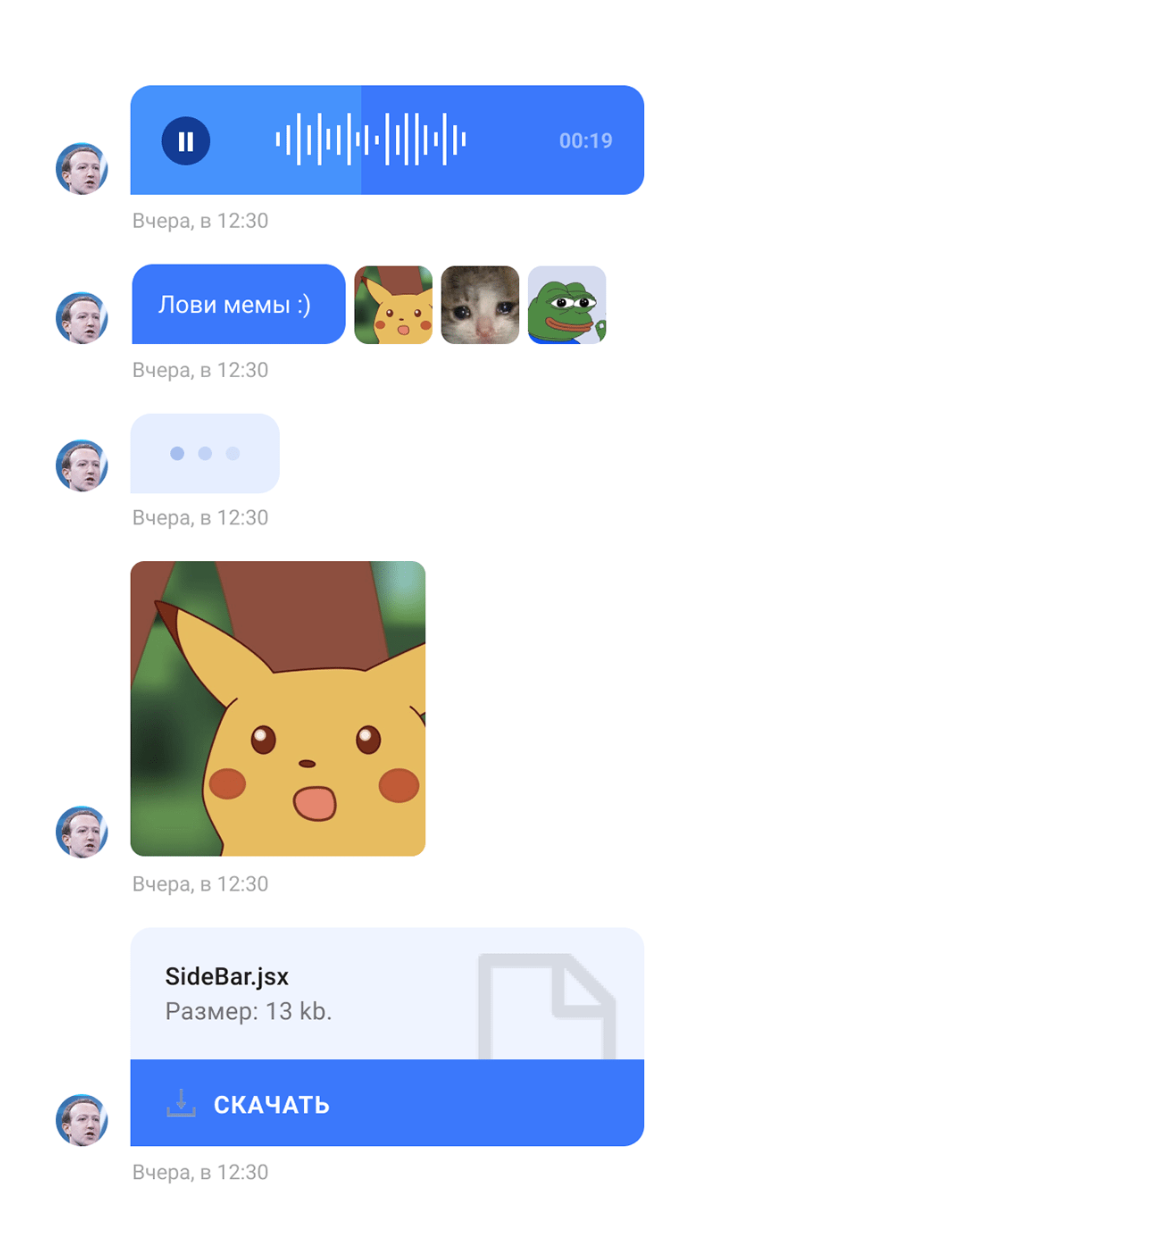 00:19
Вчера, в 12:30
Лови мемы :)
Вчера, в 12:30
Вчера, в 12:30
Вчера, в 12:30
SideBar.jsx
Размер: 13 kb.
СКАЧАТЬ
Вчера, в 12:30